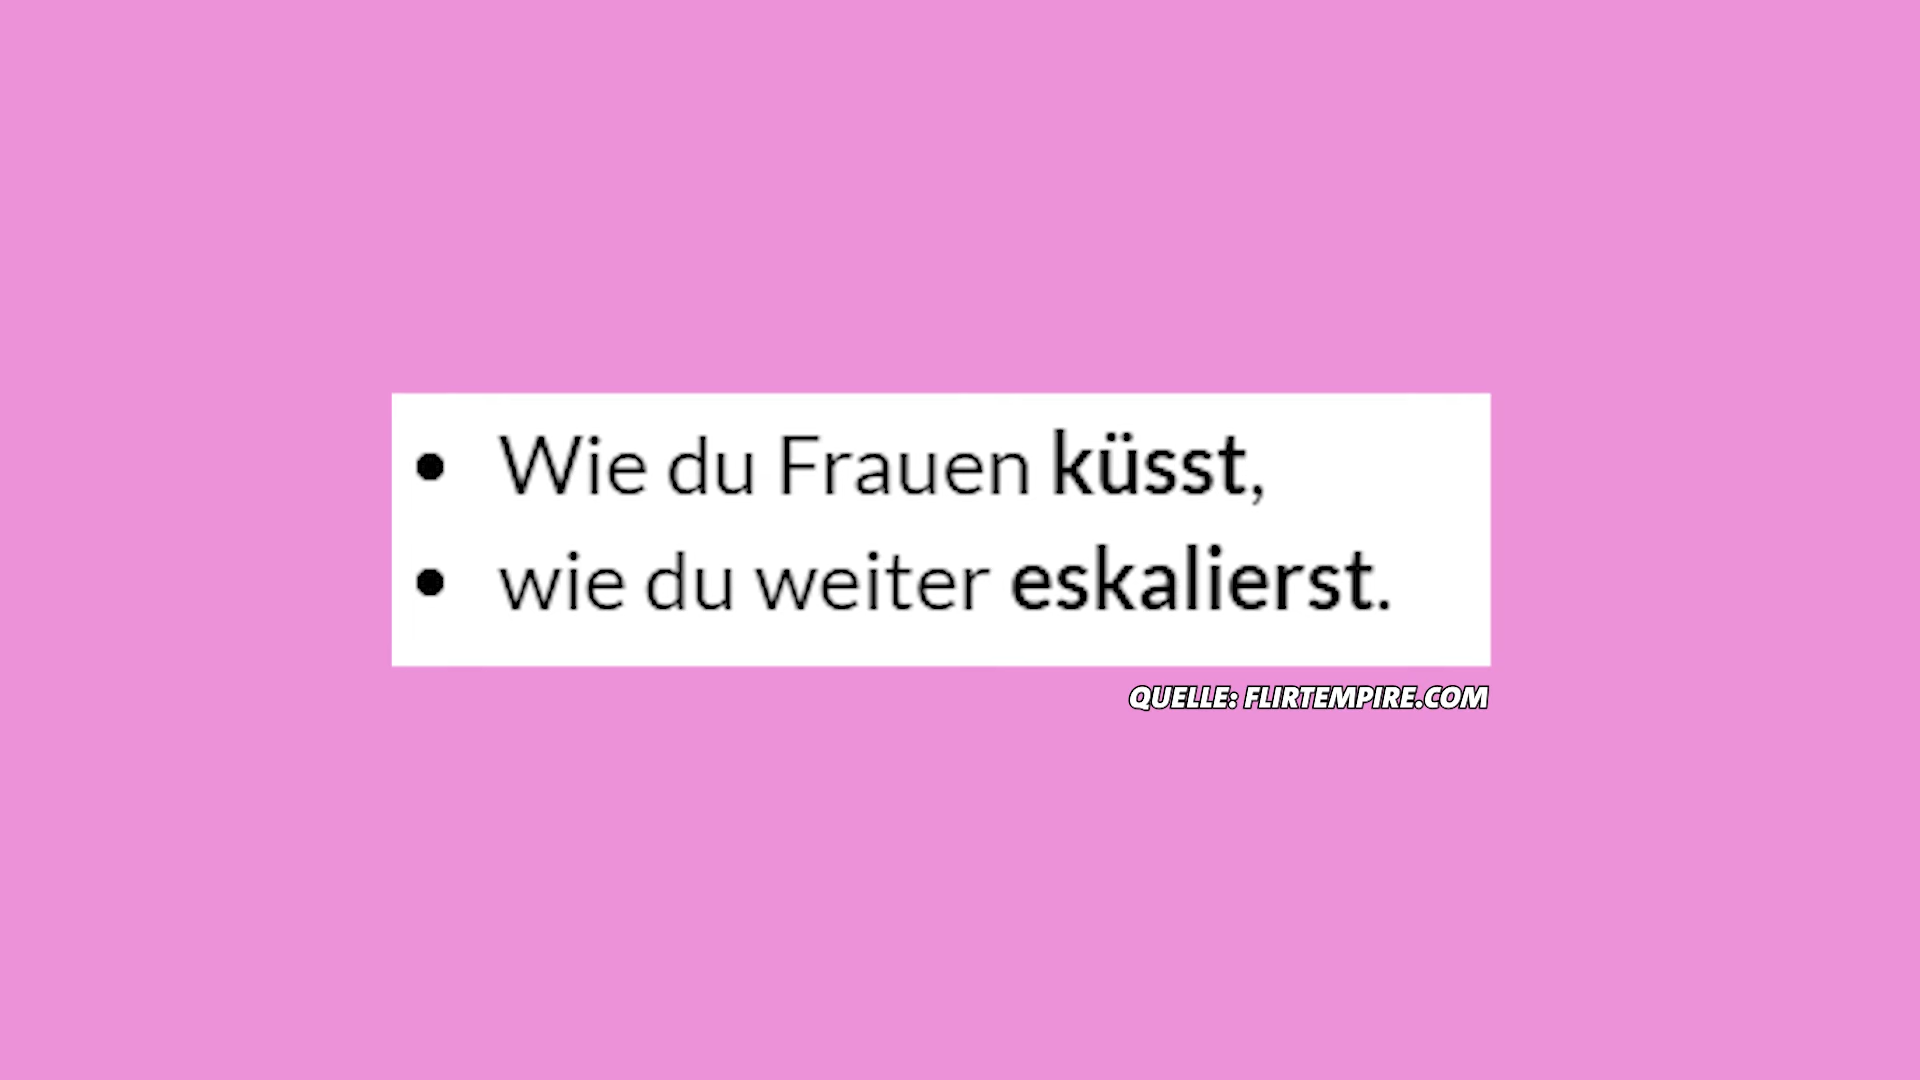 • Wie du Frauen küsst,
• wie du weiter eskalierst.
QUELLE: FLIRTEMPIRE.COM